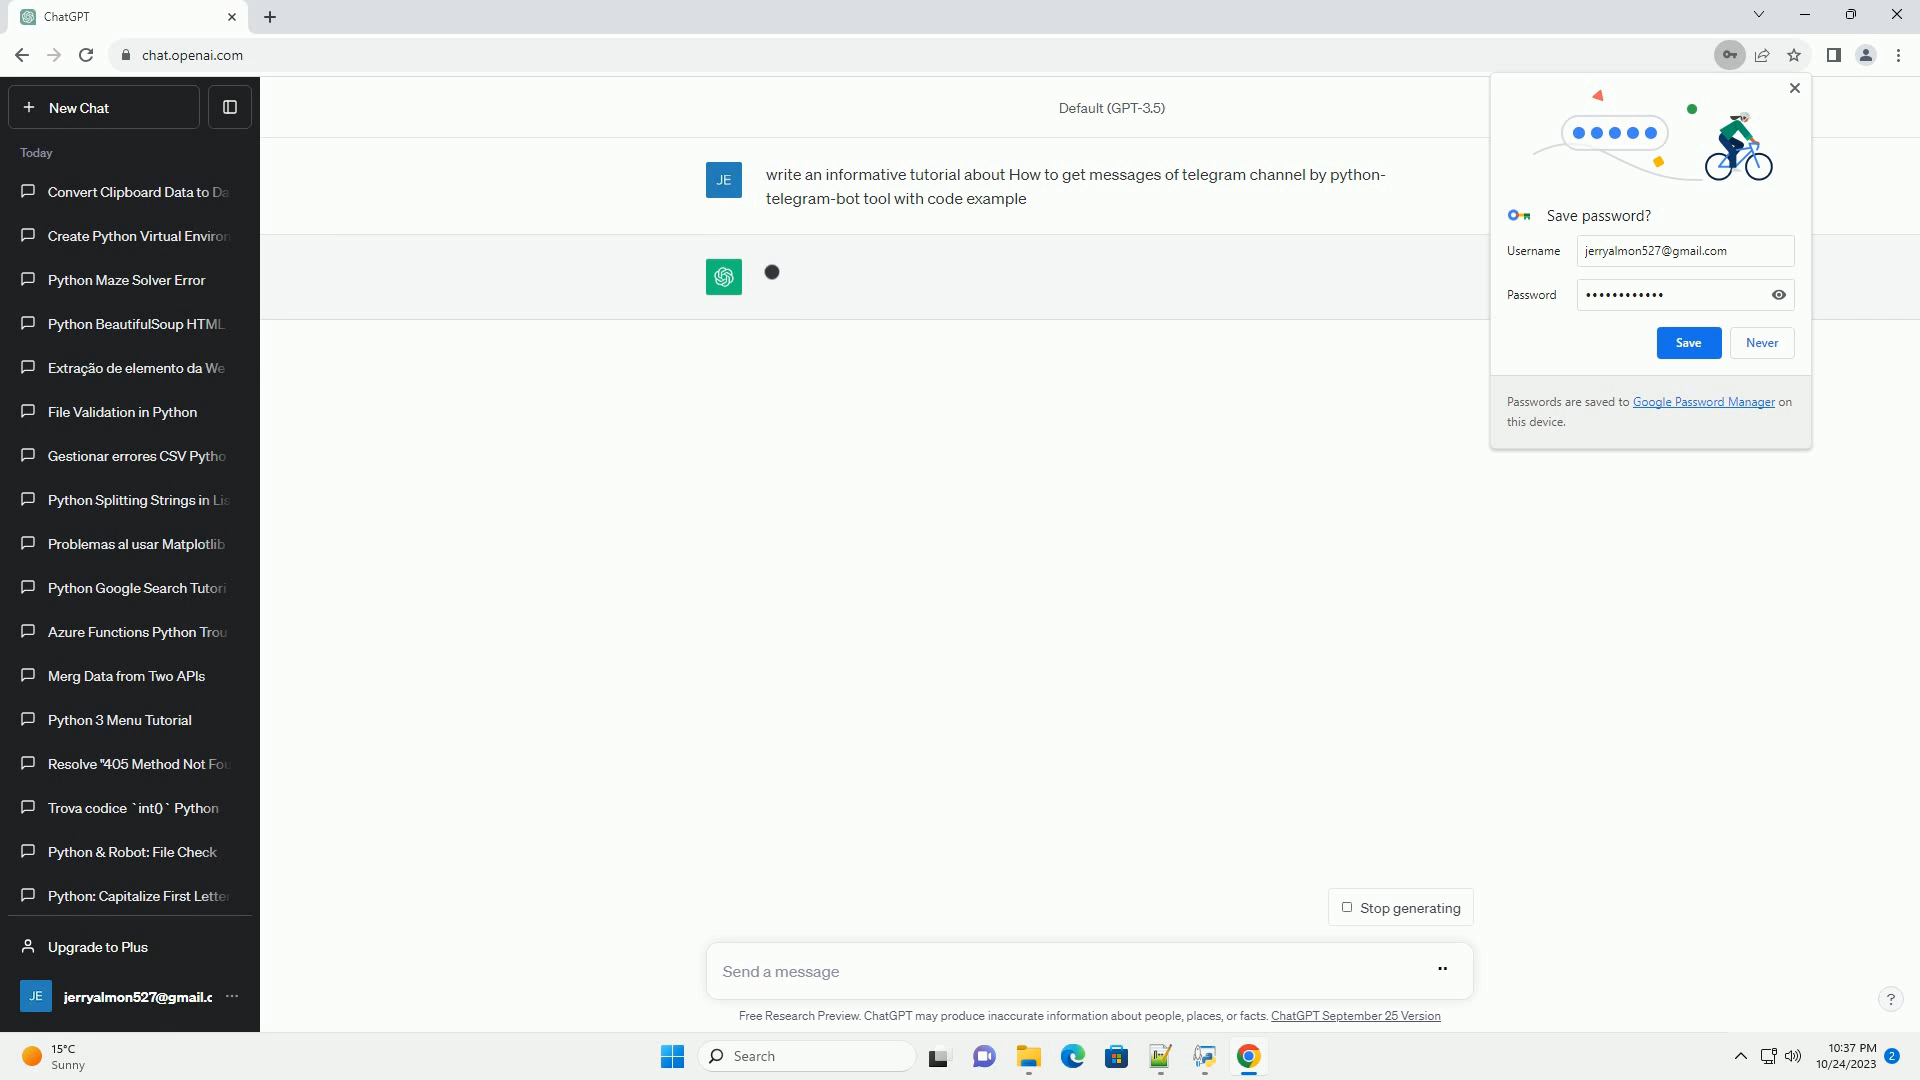 ChatGPT
chat.openai.com
New Chat
Today
Convert Clipboard Data to Da
Create Python Virtual Environ
Python Maze Solver Error
Python BeautifulSoup HTML
Extração de elemento da We
File Validation in Python
Gestionar errores CSV Pytho
Python Splitting Strings in Lis
Problemas al usar Matplotlib
Python Google Search Tutori
Azure Functions Python Trou
Merg Data from Two APIs
Python 3 Menu Tutorial
Resolve "405 Method Not Fou
Trova codice `int()` Python
Python & Robot: File Check
Python: Capitalize First Letter
Upgrade to Plus
JE jerryalmon527@gmail.c
Default (GPT-3.5)
JE
write an informative tutorial about How to get messages of telegram channel by python-
telegram-bot tool with code example
Save password?
Username jerryalmon527@gmail.com
Password ••••••••••••
Save Never
Passwords are saved to Google Password Manager on
this device.
Stop generating
Send a message
Free Research Preview. ChatGPT may produce inaccurate information about people, places, or facts. ChatGPT September 25 Version
?
15°C
Sunny
Search
10:37 PM
10/24/2023
2